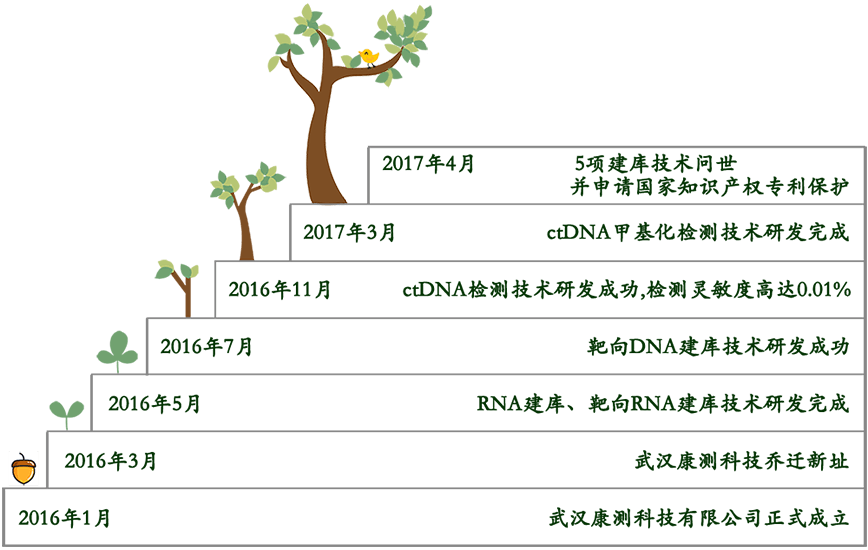 2017年4月 5项建库技术问世
并申请国家知识产权专利保护
2017年3月 ctDNA甲基化检测技术研发完成
2016年11月 ctDNA检测技术研发成功,检测灵敏度高达0.01%
2016年7月 靶向DNA建库技术研发成功
2016年5月 RNA建库、靶向RNA建库技术研发完成
2016年3月 武汉康测科技乔迁新址
2016年1月 武汉康测科技有限公司正式成立